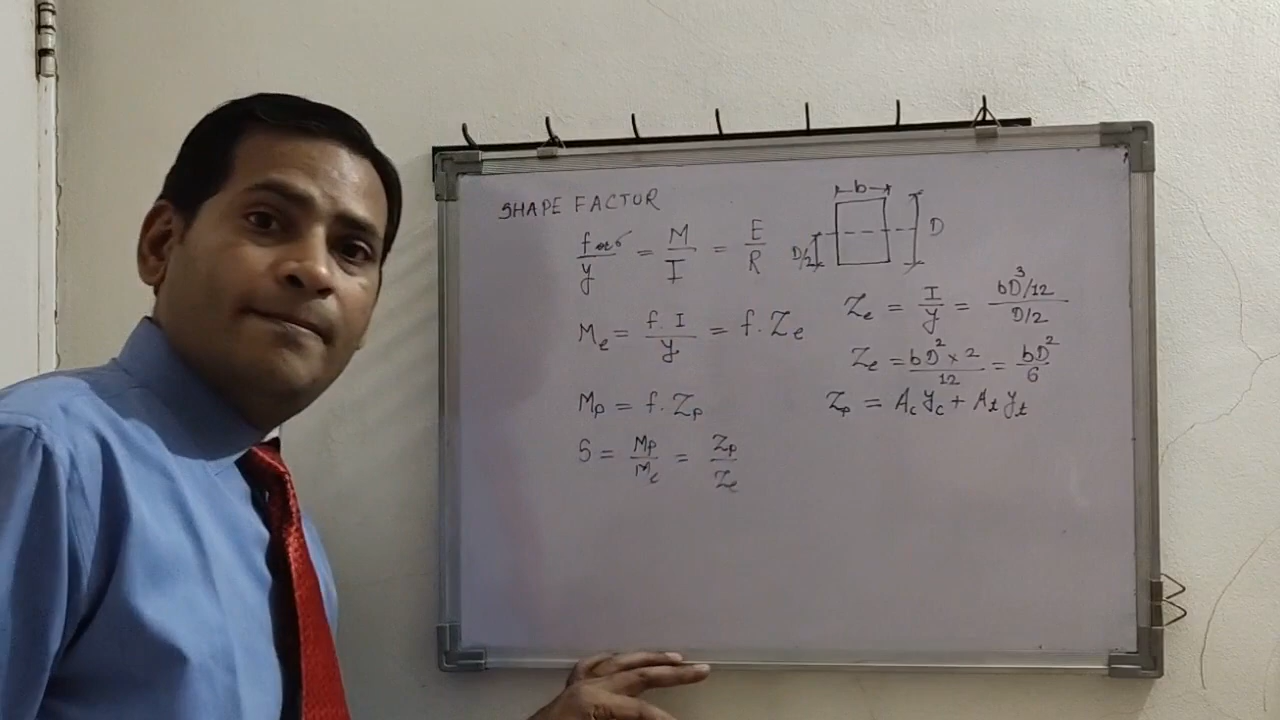 SHAPE FACTOR
f or σ / y = M / I = E / R
Me = f. I / y = f. Ze
Mp = f. Zp
S = Mp / Me = Zp / Ze
b
D
D/2
Ze = I / y = bD³/12 / D/2
Ze = bD² × 2 / 12 = bD² / 6
Zp = Ac yc + At yt